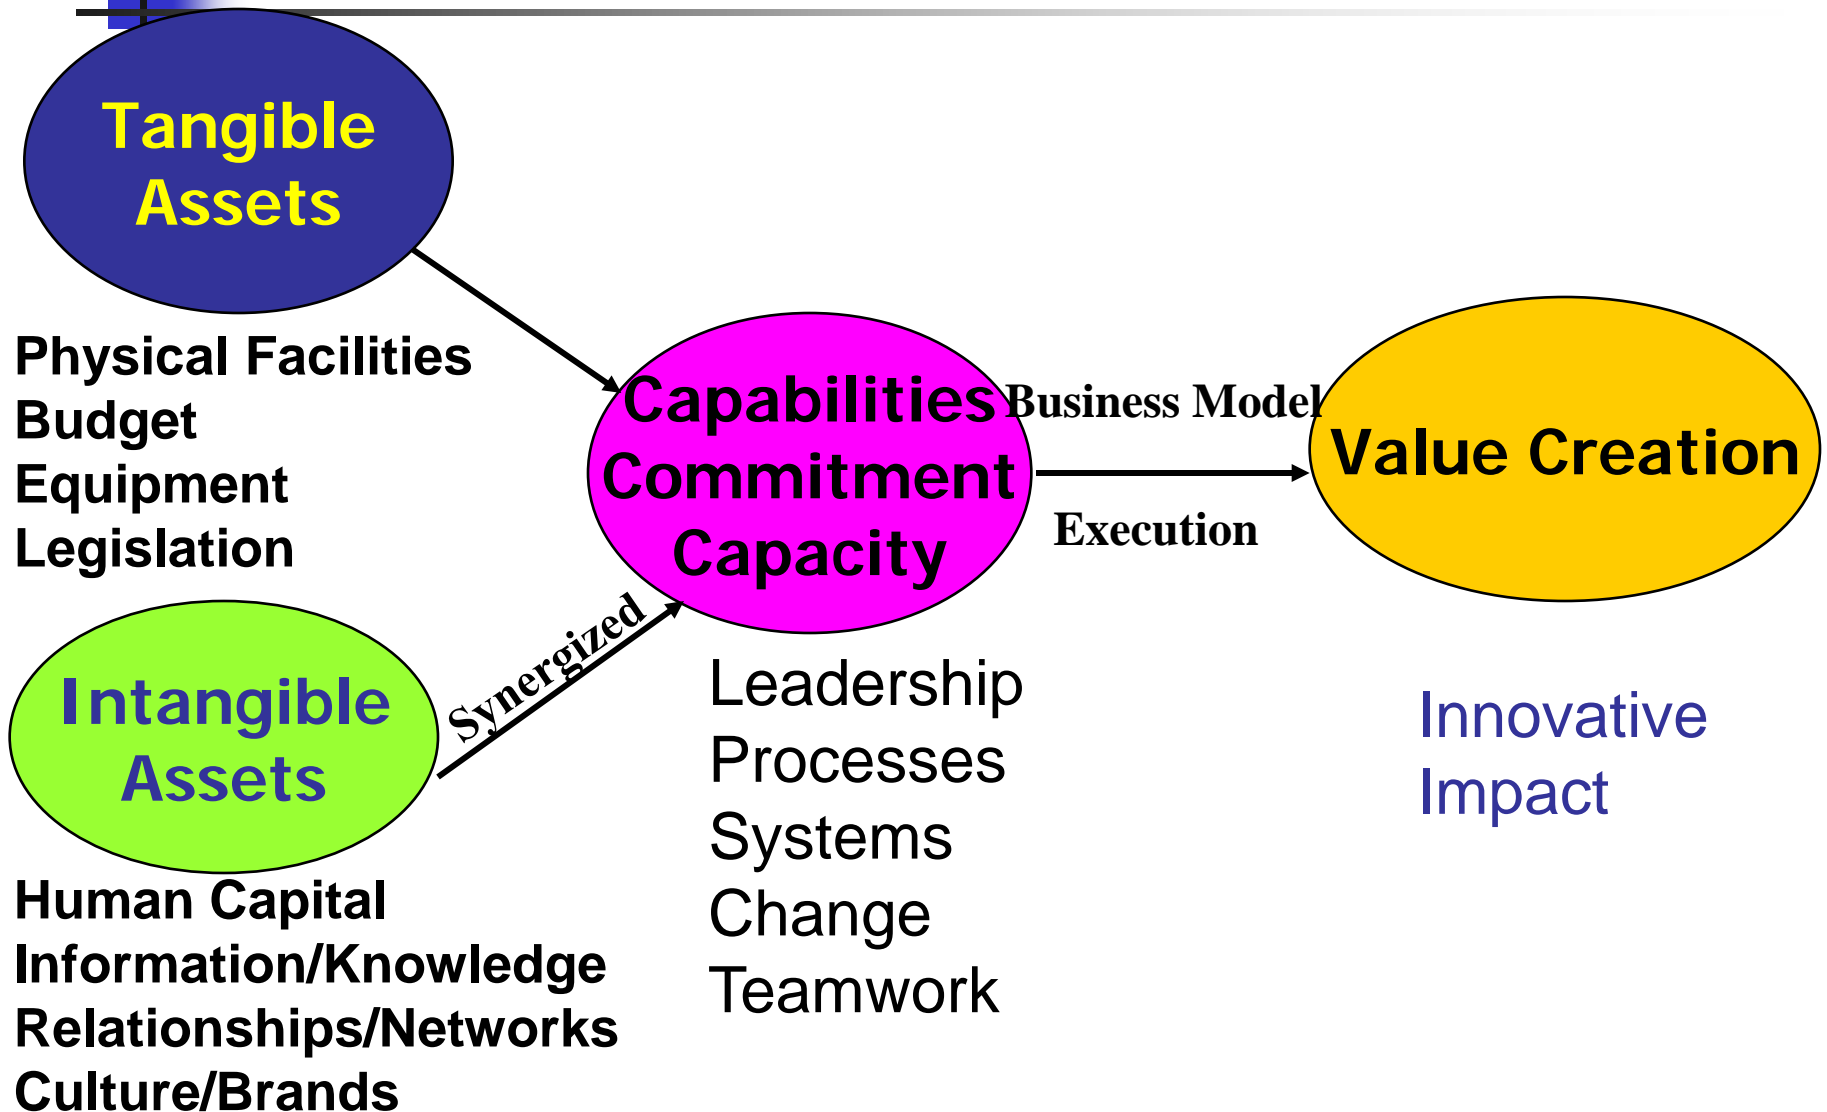 Tangible
Assets
Physical Facilities
Budget
Equipment
Legislation
Intangible
Assets
Human Capital
Information/Knowledge
Relationships/Networks
Culture/Brands
Synergized
Capabilities
Commitment
Capacity
Leadership
Processes
Systems
Change
Teamwork
Business Model
Execution
Value Creation
Innovative
Impact